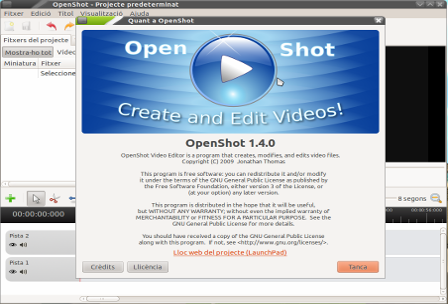 OpenShot - Projecte predeterminat
Fitxer Edició Títol Visualització Ajuda
Quant a OpenShot
Fitxers del projecte
Mostra-ho tot Vídeo
Miniatura Fitxer
Seleccione
Open Shot
Create and Edit Videos!
OpenShot 1.4.0
OpenShot Video Editor is a program that creates, modifies, and edits video files.
Copyright (C) 2009 Jonathan Thomas
This program is free software: you can redistribute it and/or modify
it under the terms of the GNU General Public License as published by
the Free Software Foundation, either version 3 of the License, or
(at your option) any later version.
This program is distributed in the hope that it will be useful,
but WITHOUT ANY WARRANTY; without even the implied warranty of
MERCHANTABILITY or FITNESS FOR A PARTICULAR PURPOSE. See the
GNU General Public License for more details.
You should have received a copy of the GNU General Public License
along with this program. If not, see <http://www.gnu.org/licenses/>.
Lloc web del projecte (LaunchPad)
Crèdits Llicència Tanca
8 segons
00:00:00:000
Pista 2
Pista 1